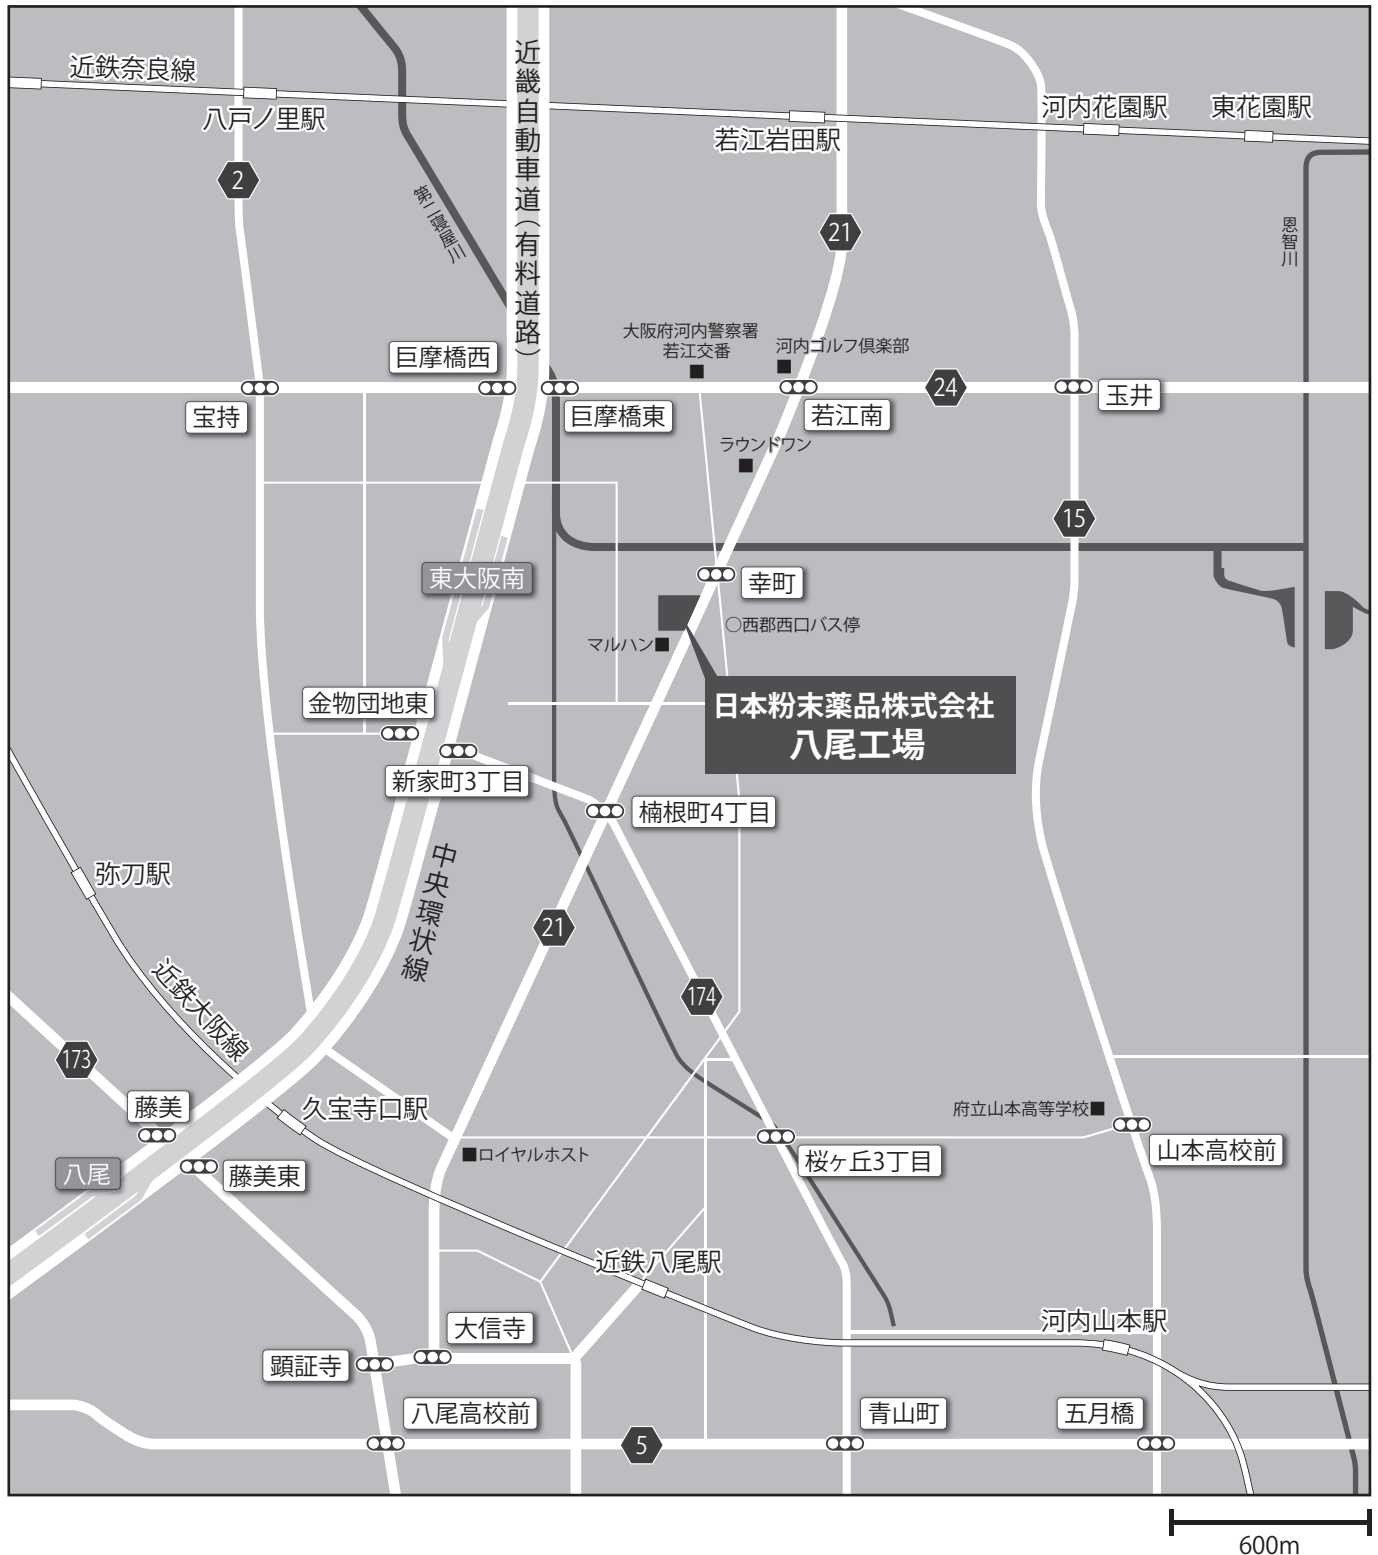 近鉄奈良線
八戸ノ里駅
近畿自動車道(有料道路)
若江岩田駅
河内花園駅
東花園駅
2
第二寝屋川
21
恩智川
大阪府河内警察署
若江交番
河内ゴルフ倶楽部
巨摩橋西
宝持
巨摩橋東
若江南
24
玉井
ラウンドワン
15
東大阪南
幸町
○西郡西口バス停
マルハン
日本粉末薬品株式会社
八尾工場
金物団地東
新家町3丁目
楠根町4丁目
中央環状線
弥刀駅
21
近鉄大阪線
174
173
藤美
久宝寺口駅
府立山本高等学校
八尾
藤美東
ロイヤルホスト
桜ヶ丘3丁目
山本高校前
近鉄八尾駅
大信寺
河内山本駅
顕証寺
八尾高校前
5
青山町
五月橋
600m